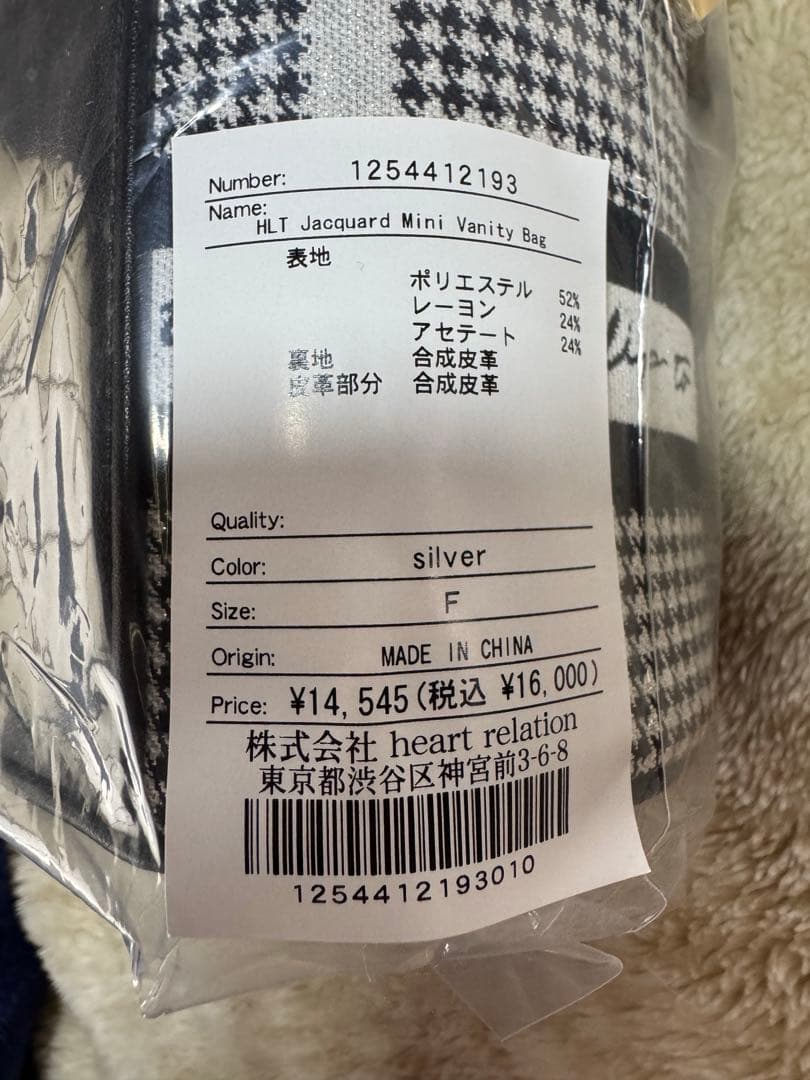 Number: 1254412193
Name: HLT Jacquard Mini Vanity Bag
表地
ポリエステル 52%
レーヨン 24%
アセテート 24%
裏地 合成皮革
皮革部分 合成皮革
Quality:
Color: silver
Size: F
Origin: MADE IN CHINA
Price: ¥14,545(税込 ¥16,000)
株式会社 heart relation
東京都渋谷区神宮前3-6-8
1254412193010